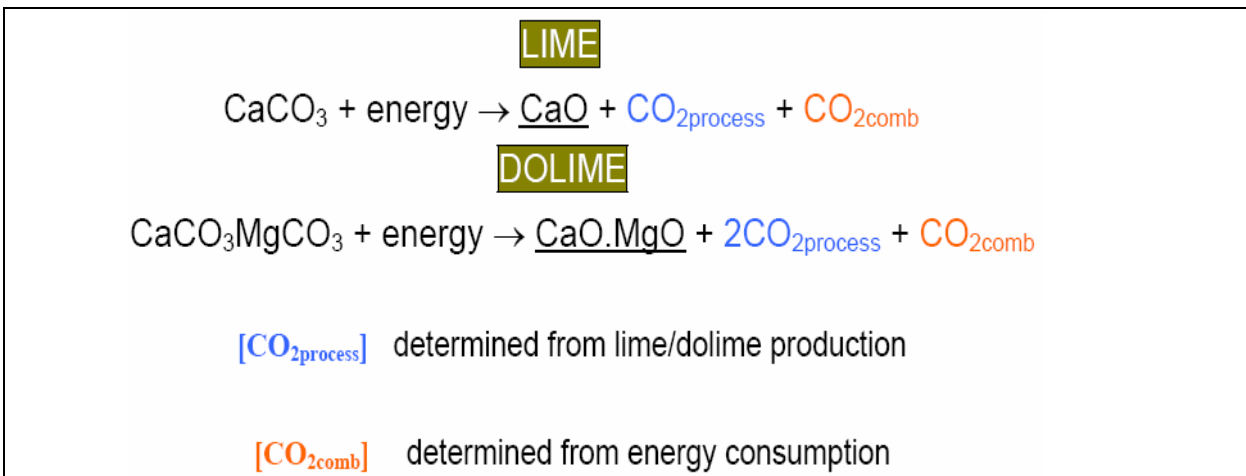 LIME
CaCO₃ + energy → CaO + CO₂process + CO₂comb
DOLIME
CaCO₃MgCO₃ + energy → CaO.MgO + 2CO₂process + CO₂comb
[CO₂process] determined from lime/dolime production
[CO₂comb] determined from energy consumption